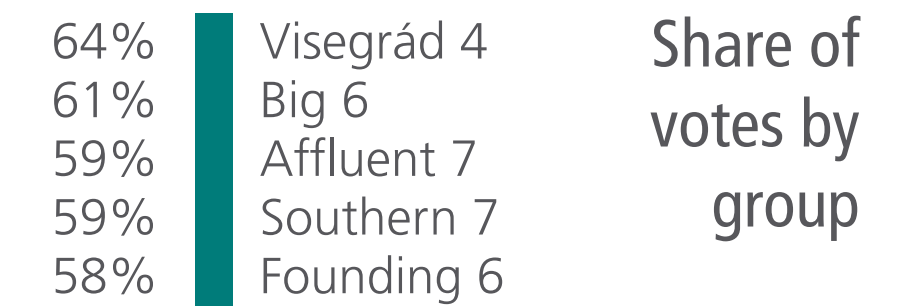 64% Visegrád 4
61% Big 6
59% Affluent 7
59% Southern 7
58% Founding 6
Share of
votes by
group